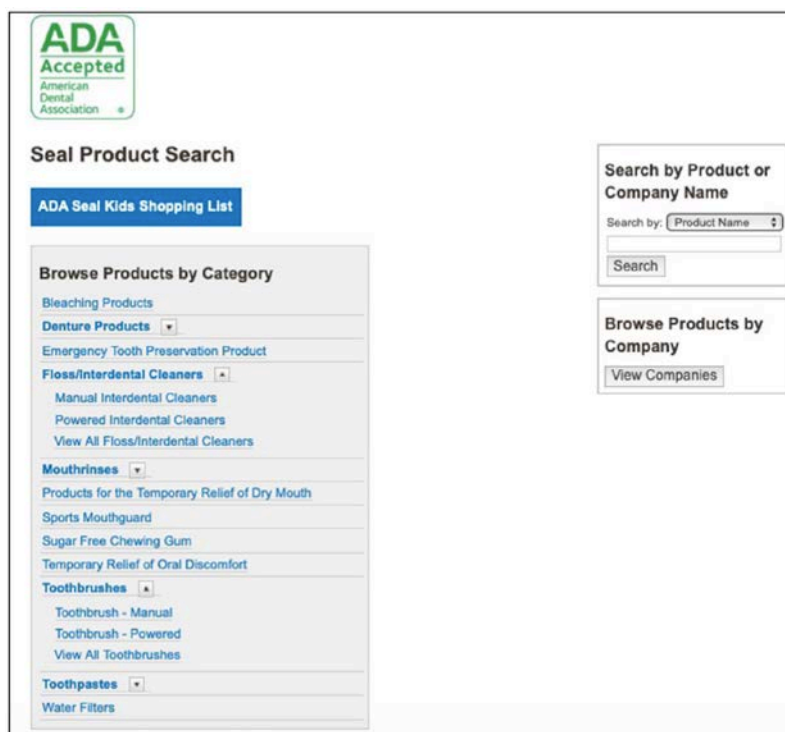 ADA
Accepted
American
Dental
Association ®
Seal Product Search
ADA Seal Kids Shopping List
Browse Products by Category
Bleaching Products
Denture Products
Emergency Tooth Preservation Product
Floss/Interdental Cleaners
Manual Interdental Cleaners
Powered Interdental Cleaners
View All Floss/Interdental Cleaners
Mouthrinses
Products for the Temporary Relief of Dry Mouth
Sports Mouthguard
Sugar Free Chewing Gum
Temporary Relief of Oral Discomfort
Toothbrushes
Toothbrush - Manual
Toothbrush - Powered
View All Toothbrushes
Toothpastes
Water Filters
Search by Product or
Company Name
Search by: Product Name
Search
Browse Products by
Company
View Companies